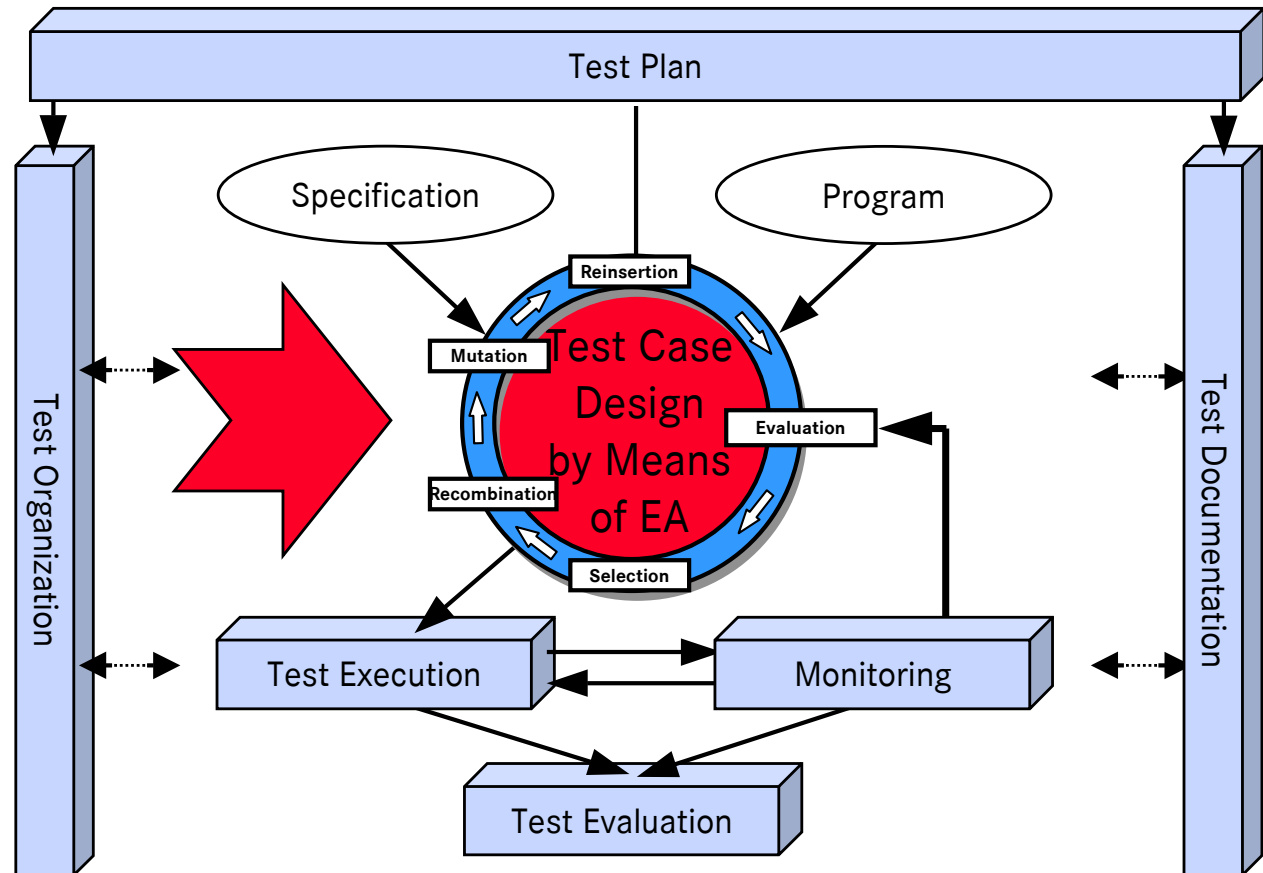 Test Plan
Specification
Program
Reinsertion
Mutation
Test Case
Design
by Means
of EA
Evaluation
Recombination
Selection
Test Organization
Test Documentation
Test Execution
Monitoring
Test Evaluation